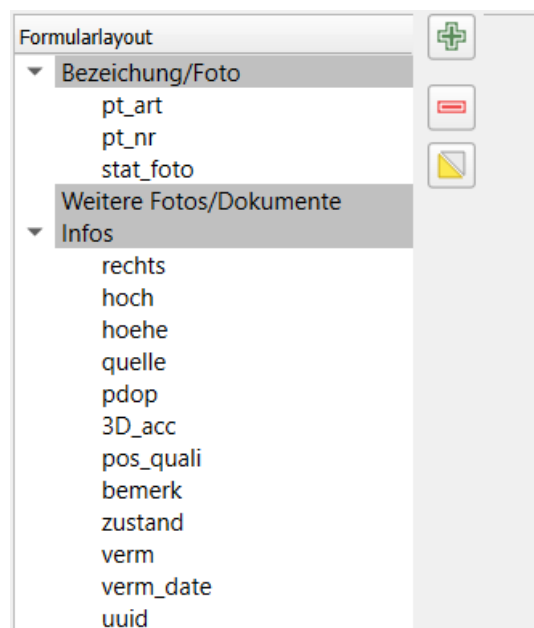 Formularlayout
Bezeichung/Foto
pt_art
pt_nr
stat_foto
Weitere Fotos/Dokumente
Infos
rechts
hoch
hoehe
quelle
pdop
3D_acc
pos_quali
bemerk
zustand
verm
verm_date
uuid